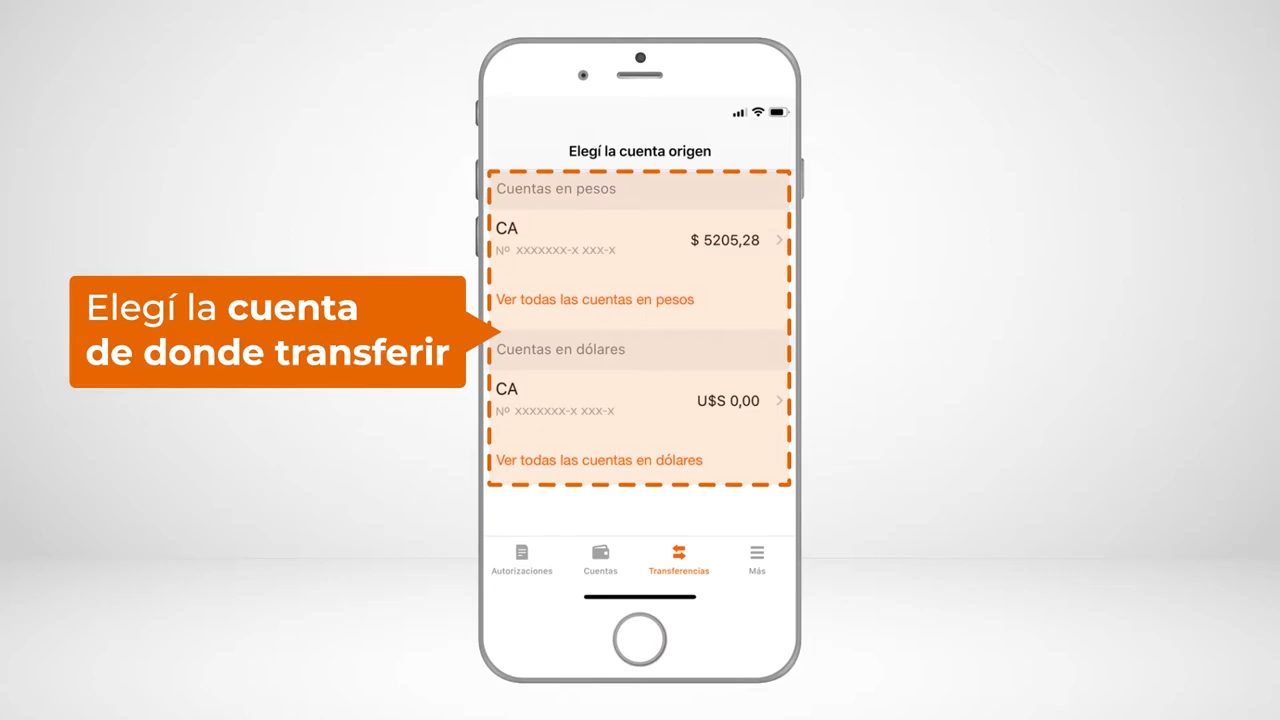 Elegí la cuenta origen
Cuentas en pesos
CA
$ 5205,28
Nº xxxxxxx-x xxx-x
Ver todas las cuentas en pesos
Elegí la cuenta
de donde transferir
Cuentas en dólares
CA
U$S 0,00
Nº xxxxxxx-x xxx-x
Ver todas las cuentas en dólares
Autorizaciones
Cuentas
Transferencias
Más